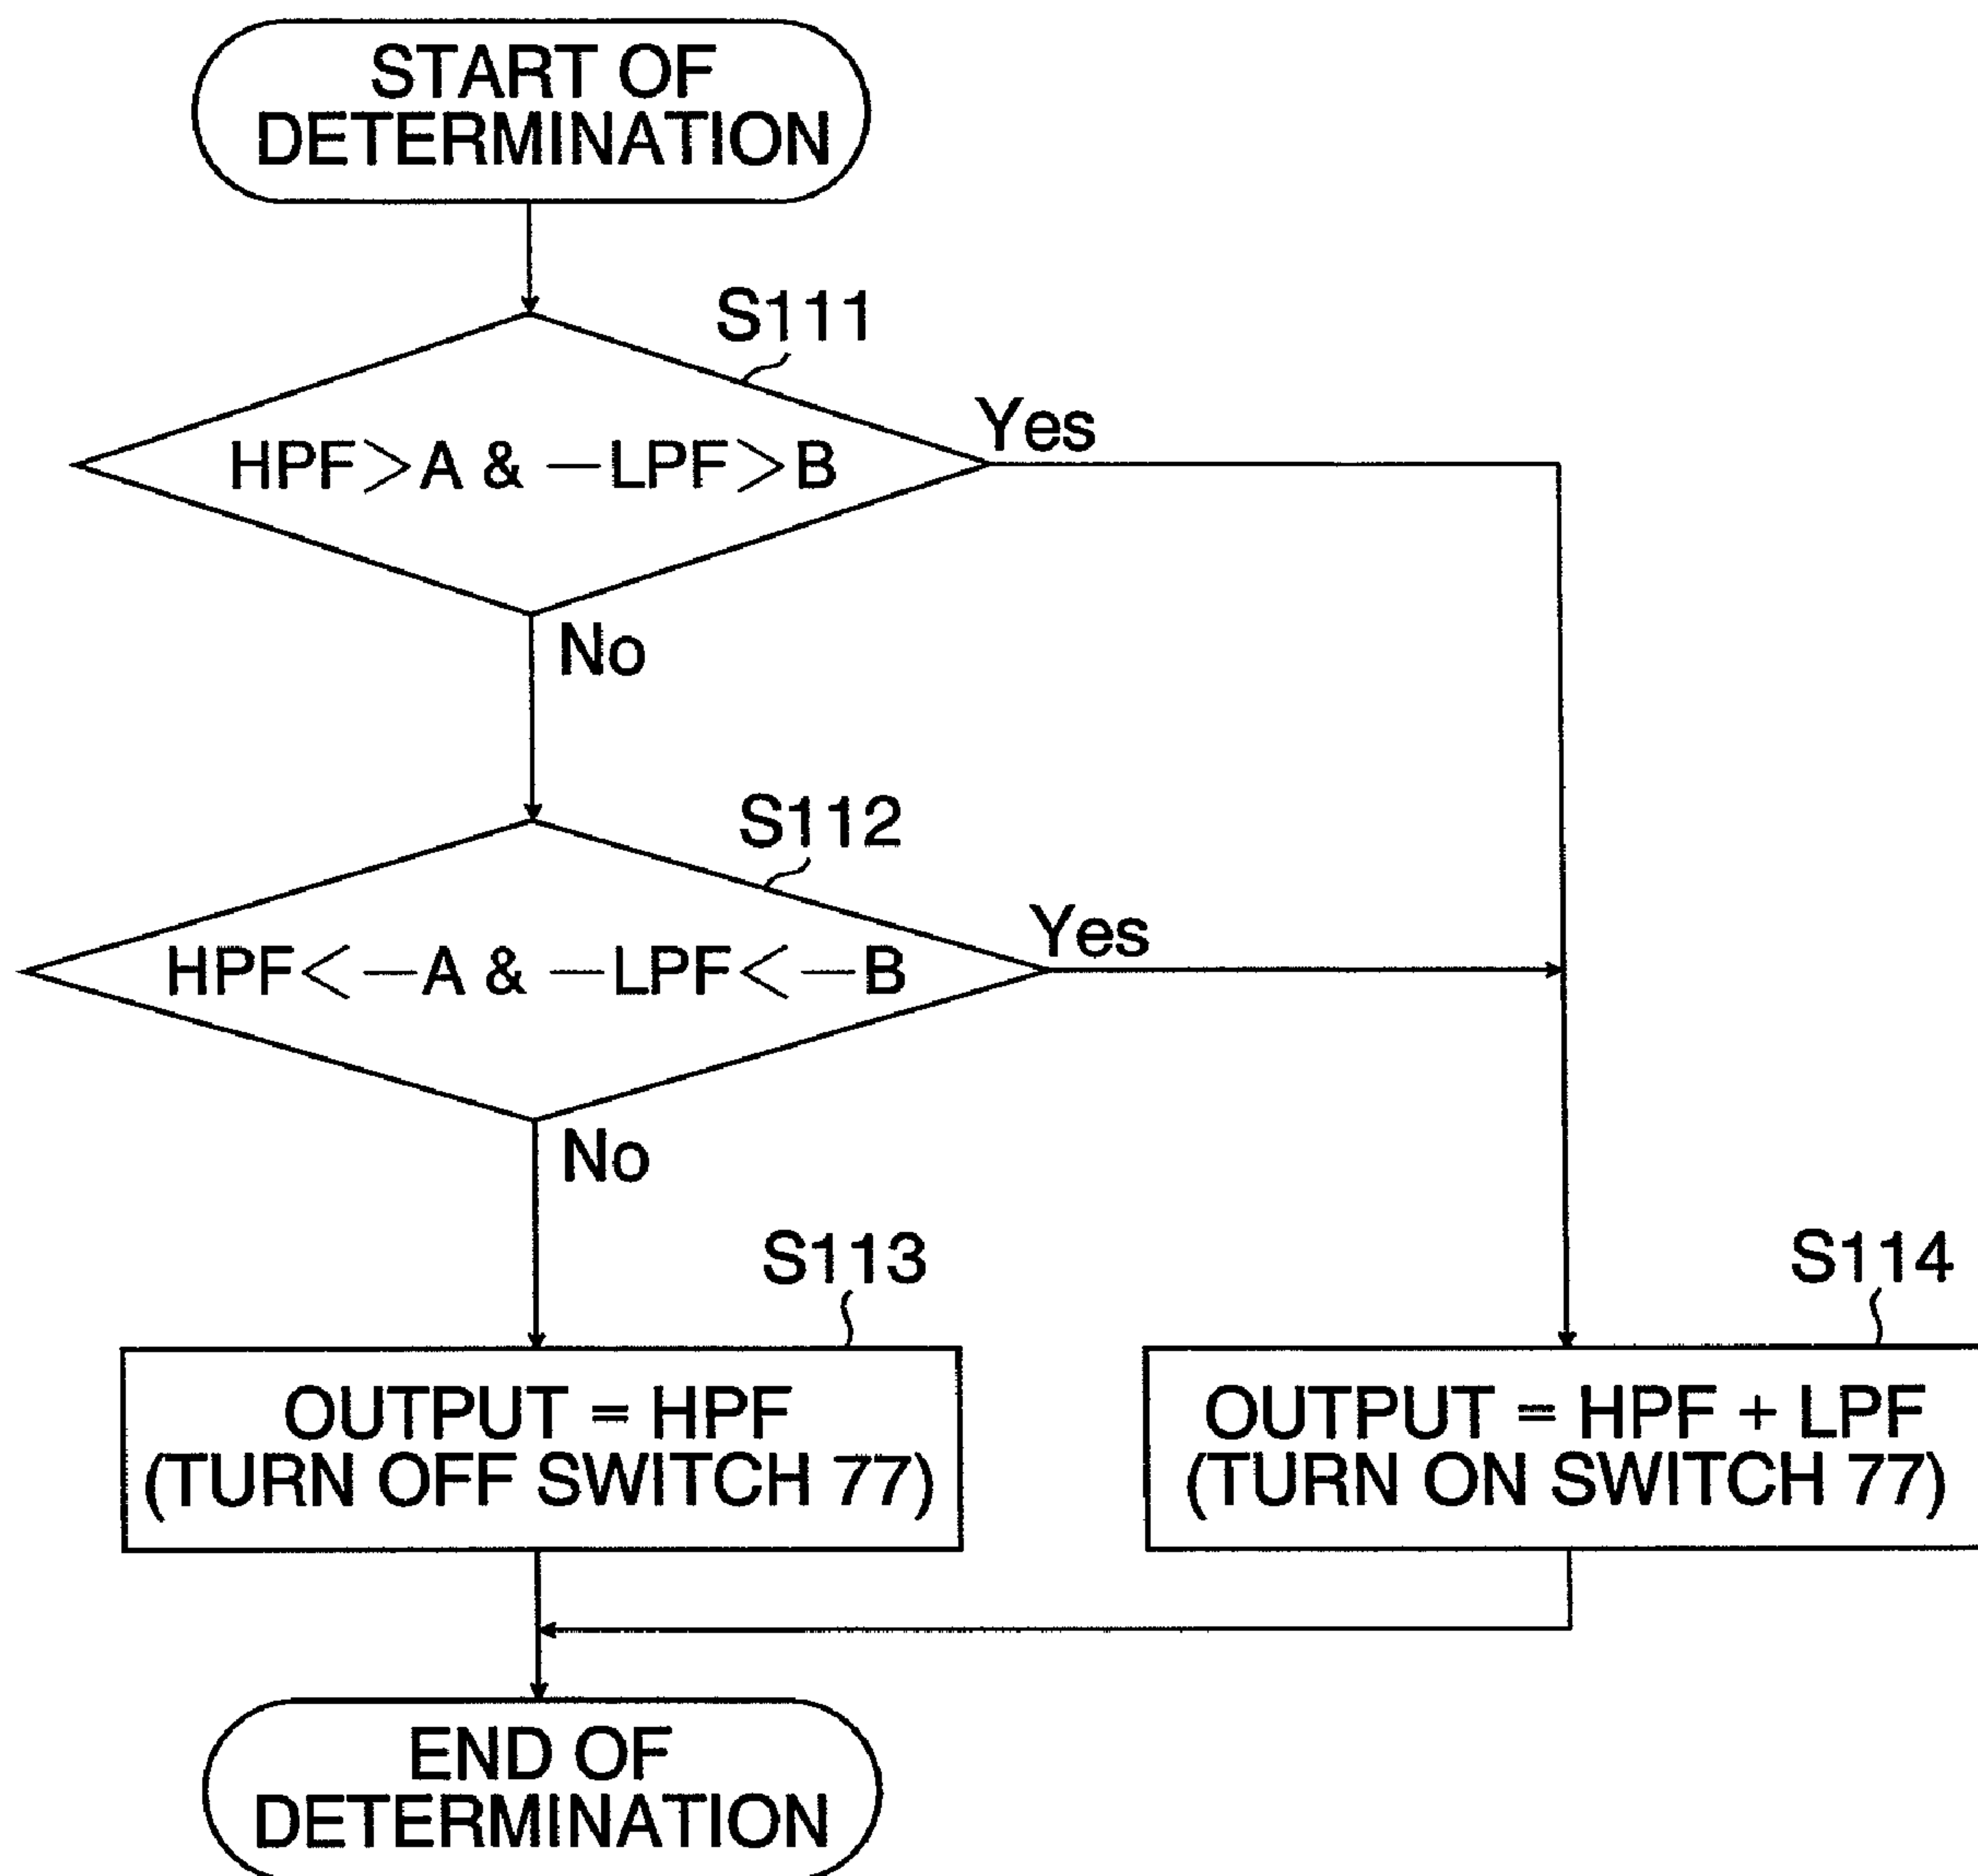 START OF
DETERMINATION
S111
HPF>A & −LPF>B
Yes
No
S112
HPF<−A & −LPF<−B
Yes
No
S113
OUTPUT = HPF
(TURN OFF SWITCH 77)
S114
OUTPUT = HPF + LPF
(TURN ON SWITCH 77)
END OF
DETERMINATION